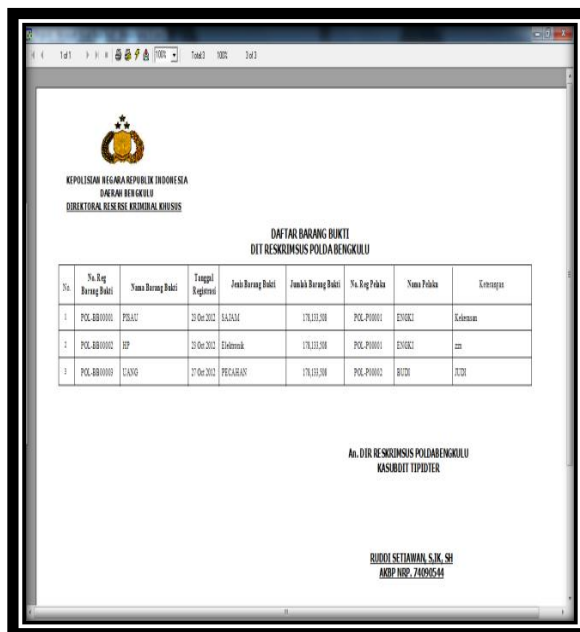 1 of 1 100% Total:3 100% 3 of 3
KEPOLISIAN NEGARA REPUBLIK INDONESIA
DAERAH BENGKULU
DIREKTORAL RESERSE KRIMINAL KHUSUS
DAFTAR BARANG BUKTI
DIT RESKRIMSUS POLDA BENGKULU
No. No. Reg Barang Bukti Nama Barang Bukti Tanggal Registrasi Jenis Barang Bukti Jumlah Barang Bukti No. Reg Pelaku Nama Pelaku Keterangan
1 POL-BB00001 PISAU 23 Oct 2012 SAJAM POL-P00001 ENGKI Kekerasan
2 POL-BB00002 HP 23 Oct 2012 Elektronik POL-P00001 ENGKI zzz
3 POL-BB00003 UANG 27 Oct 2012 PECAHAN POL-P00002 BUDI JUDI
An. DIR RESKRIMSUS POLDABENGKULU
KASUBDIT TIPIDTER
RUDDI SETIAWAN, S,IK, SH
AKBP NRP. 74090544